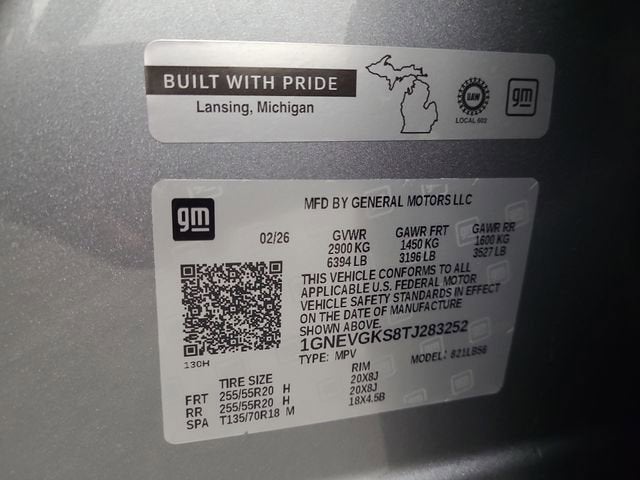 BUILT WITH PRIDE
Lansing, Michigan
UAW
LOCAL 602
gm
gm
MFD BY GENERAL MOTORS LLC
02/26 GVWR GAWR FRT GAWR RR
2900 KG 1450 KG 1600 KG
6394 LB 3196 LB 3527 LB
THIS VEHICLE CONFORMS TO ALL
APPLICABLE U.S. FEDERAL MOTOR
VEHICLE SAFETY STANDARDS IN EFFECT
ON THE DATE OF MANUFACTURE
SHOWN ABOVE
1GNEVGKS8TJ283252
TYPE: MPV MODEL: 821LB56
130H
TIRE SIZE RIM
FRT 255/55R20 H 20X8J
RR 255/55R20 H 20X8J
SPA T135/70R18 M 18X4.5B